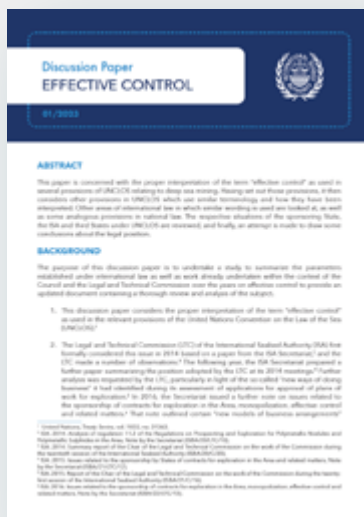 Discussion Paper
EFFECTIVE CONTROL
01/2023
ABSTRACT
This paper is concerned with the proper interpretation of the term "effective control" as used in
several provisions of UNCLOS relating to deep sea mining. Having set out those provisions, it then
considers other provisions in UNCLOS which use similar terminology, and how they have been
interpreted. Other areas of international law in which similar wording is used are looked at, as well
as some analogous provisions in national law. The respective situations of the sponsoring State,
the ISA and third States under UNCLOS are reviewed, and finally, an attempt is made to draw some
conclusions about the legal position.
BACKGROUND
The purpose of this discussion paper is to undertake a study to summarize the parameters
established under international law as well as work already undertaken within the context of the
Council and the Legal and Technical Commission over the years on effective control to provide an
updated document containing a thorough review and analysis of the subject.
1. This discussion paper considers the proper interpretation of the term "effective control"
as used in the relevant provisions of the United Nations Convention on the Law of the Sea
(UNCLOS).
2. The Legal and Technical Commission (LTC) of the International Seabed Authority (ISA) first
formally considered this issue in 2014 based on a paper from the ISA Secretariat, and the
LTC made a number of observations. The following year, the ISA Secretariat prepared a
further paper summarizing the position adopted by the LTC at its 2014 meetings. Further
analysis was requested by the LTC, particularly in light of the so-called "new ways of doing
business" it had identified during its assessment of applications for approval of plans of
work for exploration. In 2016, the Secretariat issued a further note on issues related to
the sponsorship of contracts for exploration in the Area, monopolization, effective control
and related matters. That note outlined certain "new models of business arrangements"